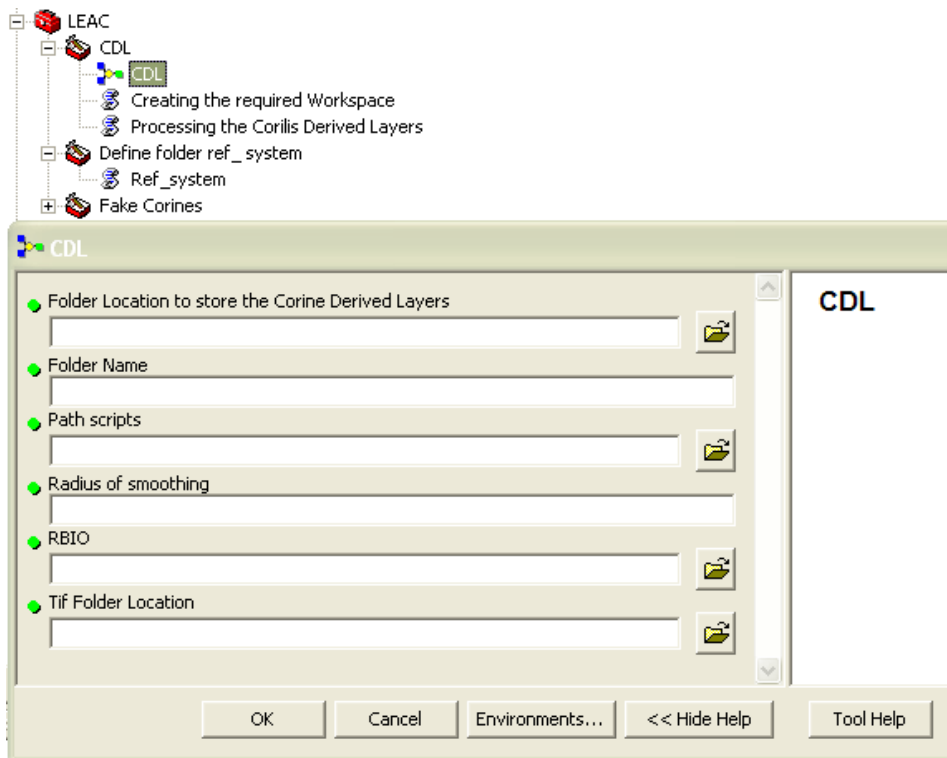 LEAC
CDL
CDL
Creating the required Workspace
Processing the Corilis Derived Layers
Define folder ref_ system
Ref_system
Fake Corines
CDL
Folder Location to store the Corine Derived Layers
CDL
Folder Name
Path scripts
Radius of smoothing
RBIO
Tif Folder Location
OK
Cancel
Environments...
<< Hide Help
Tool Help